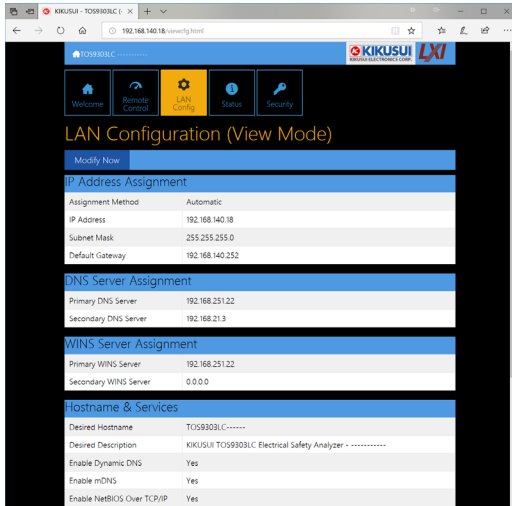 KIKUSUI - TOS9303LC (-
192.168.140.18/viewcfg.html
TOS9303LC -----------
KIKUSUI
KIKUSUI ELECTRONICS CORP.
LXI
Welcome
Remote Control
LAN Config
Status
Security
LAN Configuration (View Mode)
Modify Now
IP Address Assignment
Assignment Method Automatic
IP Address 192.168.140.18
Subnet Mask 255.255.255.0
Default Gateway 192.168.140.252
DNS Server Assignment
Primary DNS Server 192.168.251.22
Secondary DNS Server 192.168.21.3
WINS Server Assignment
Primary WINS Server 192.168.251.22
Secondary WINS Server 0.0.0.0
Hostname & Services
Desired Hostname TOS9303LC------
Desired Description KIKUSUI TOS9303LC Electrical Safety Analyzer - -----------
Enable Dynamic DNS Yes
Enable mDNS Yes
Enable NetBIOS Over TCP/IP Yes